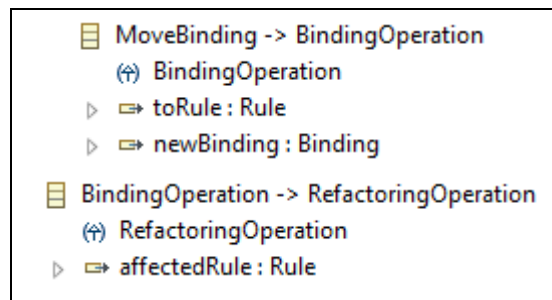 MoveBinding -> BindingOperation
BindingOperation
toRule : Rule
newBinding : Binding
BindingOperation -> RefactoringOperation
RefactoringOperation
affectedRule : Rule